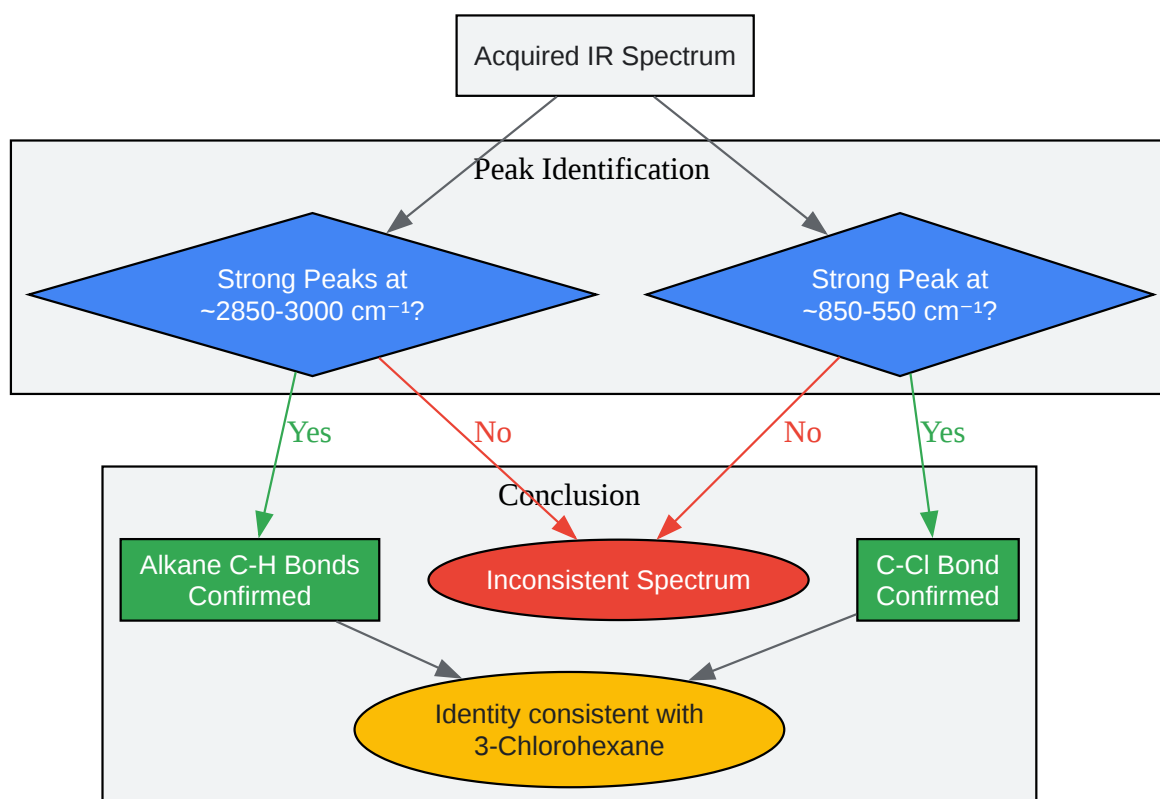 Acquired IR Spectrum
Peak Identification
Strong Peaks at
~2850-3000 cm⁻¹?
Strong Peak at
~850-550 cm⁻¹?
Yes
No
No
Yes
Conclusion
Alkane C-H Bonds
Confirmed
Inconsistent Spectrum
C-Cl Bond
Confirmed
Identity consistent with
3-Chlorohexane